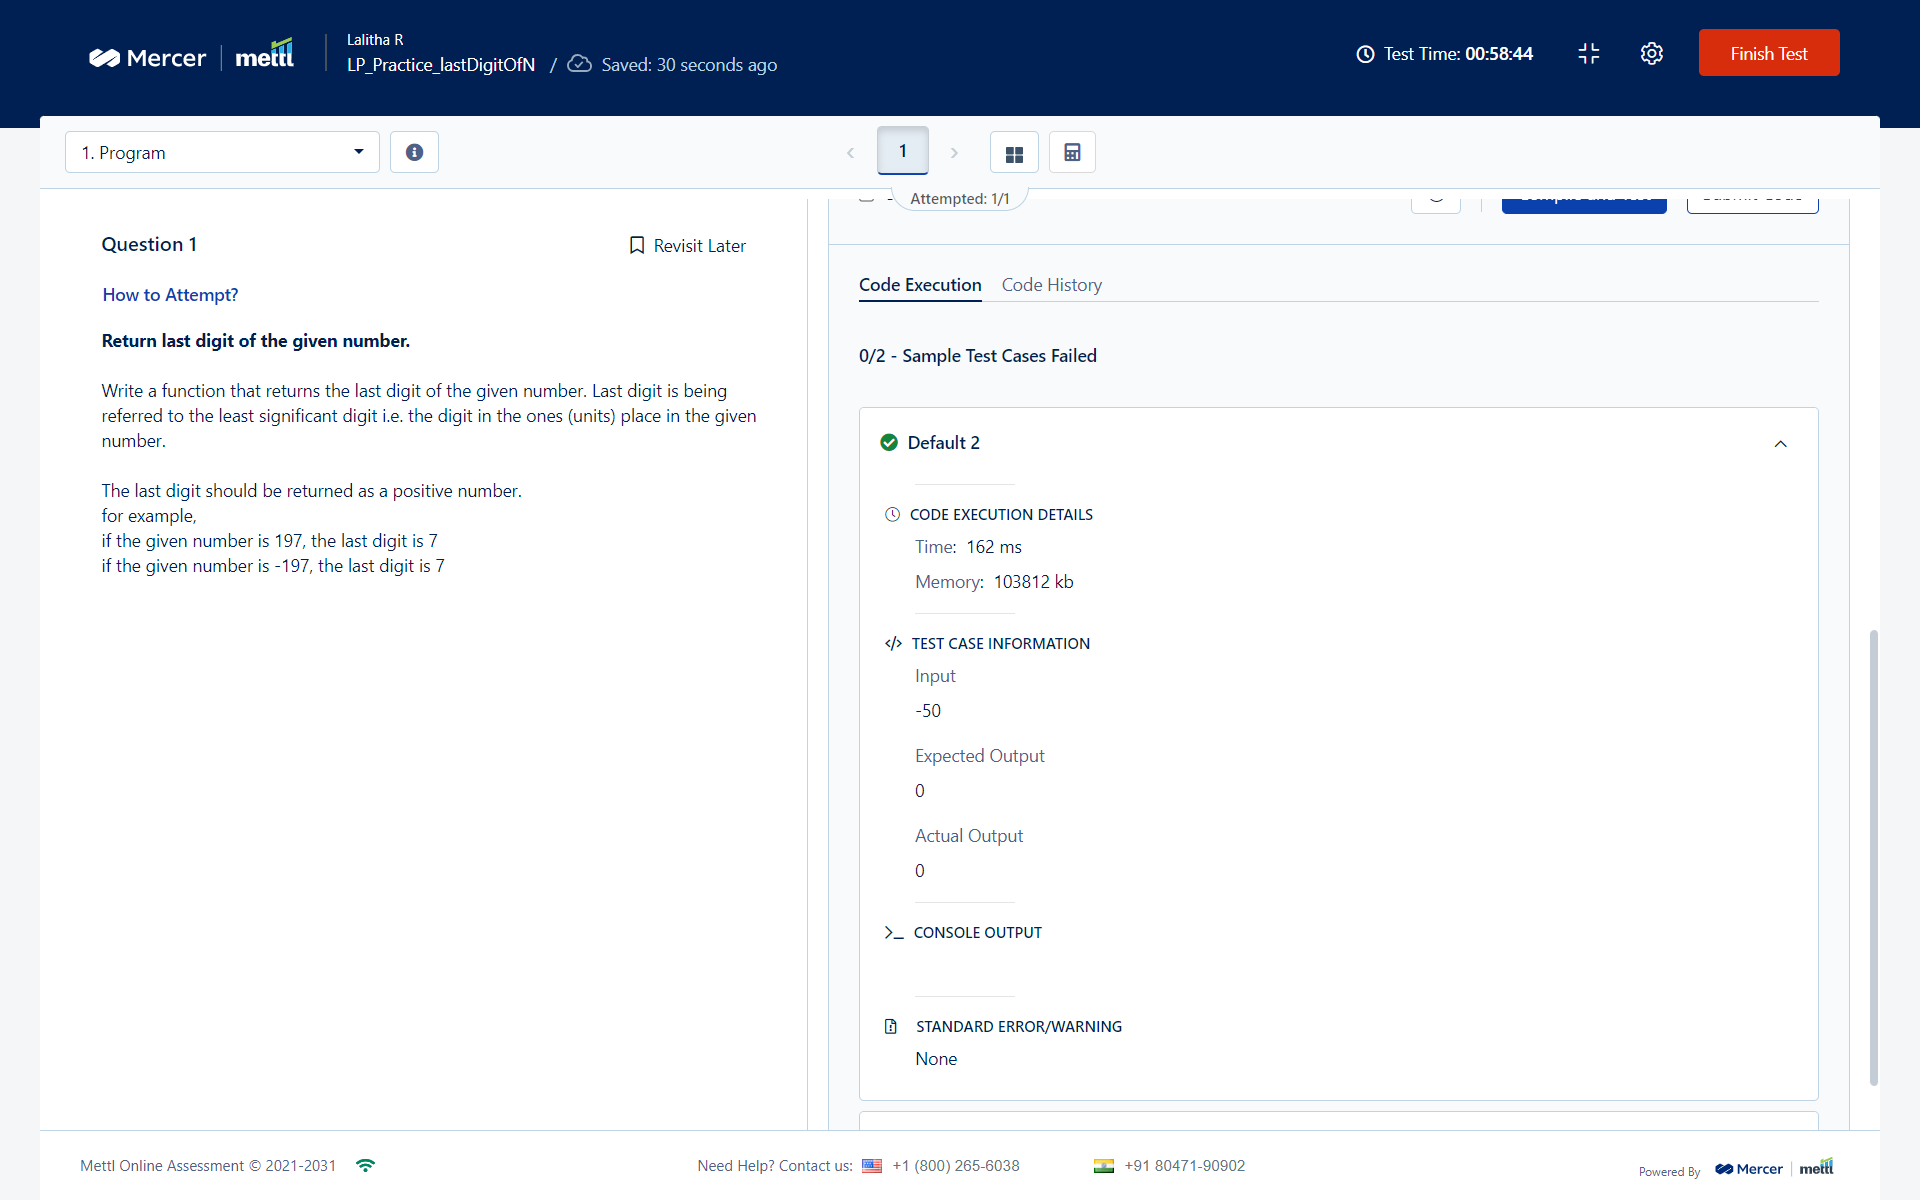 Mercer
mettl
Lalitha R
LP_Practice_lastDigitOfN / Saved: 30 seconds ago
Test Time: 00:58:44
Finish Test
1. Program
1
Attempted: 1/1
Question 1
Revisit Later
How to Attempt?
Return last digit of the given number.
Write a function that returns the last digit of the given number. Last digit is being
referred to the least significant digit i.e. the digit in the ones (units) place in the given
number.
The last digit should be returned as a positive number.
for example,
if the given number is 197, the last digit is 7
if the given number is -197, the last digit is 7
Code Execution
Code History
0/2 - Sample Test Cases Failed
Default 2
CODE EXECUTION DETAILS
Time: 162 ms
Memory: 103812 kb
TEST CASE INFORMATION
Input
-50
Expected Output
0
Actual Output
0
CONSOLE OUTPUT
STANDARD ERROR/WARNING
None
Mettl Online Assessment © 2021-2031
Need Help? Contact us: +1 (800) 265-6038
+91 80471-90902
Powered By Mercer mettl